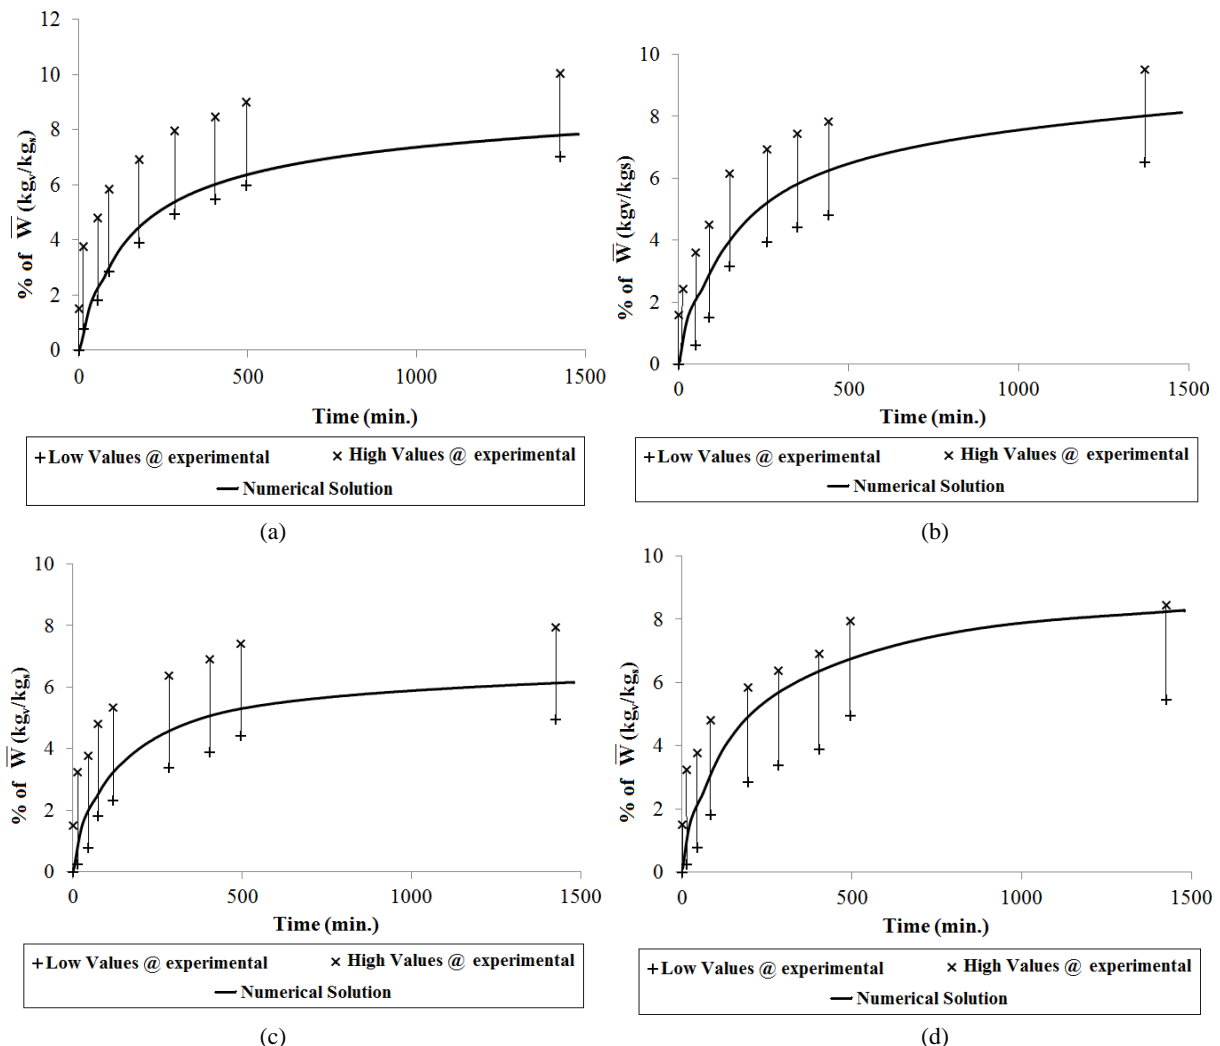 12
10
8
6
4
2
0
% of W̅ (kgᵥ/kgₛ)
0 500 1000 1500
Time (min.)
+ Low Values @ experimental × High Values @ experimental
Numerical Solution
(a)
10
8
6
4
2
0
% of W̅ (kgv/kgs)
0 500 1000 1500
Time (min.)
+ Low Values @ experimental × High Values @ experimental
Numerical Solution
(b)
10
8
6
4
2
0
% of W̅ (kgᵥ/kgₛ)
0 500 1000 1500
Time (min.)
+ Low Values @ experimental × High Values @ experimental
Numerical Solution
(c)
10
8
6
4
2
0
% of W̅ (kgᵥ/kgₛ)
0 500 1000 1500
Time (min.)
+ Low Values @ experimental × High Values @ experimental
Numerical Solution
(d)